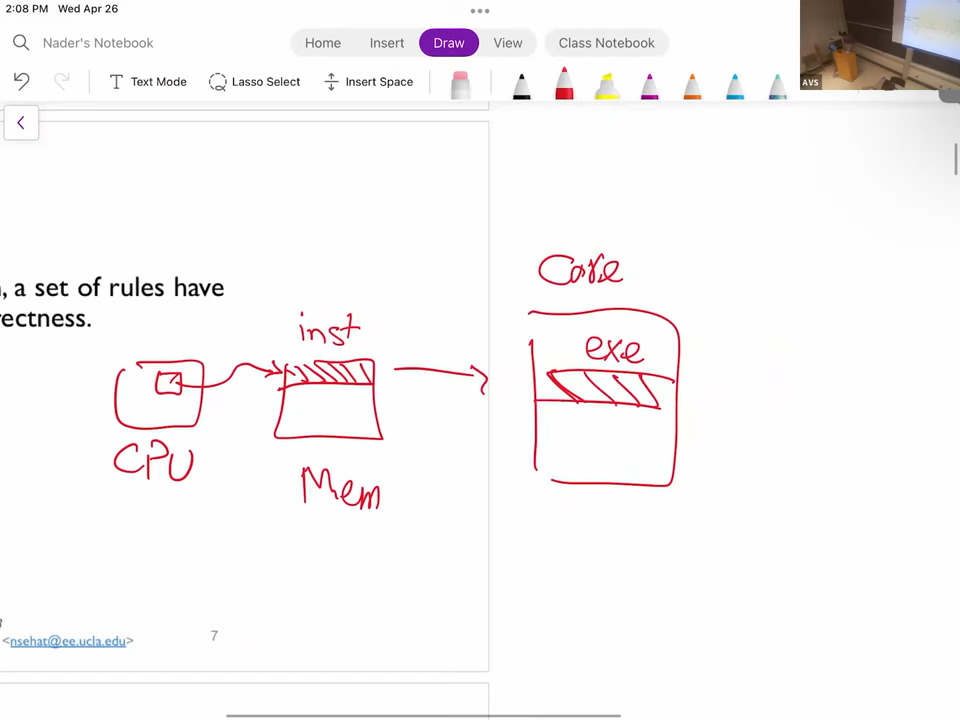 2:08 PM Wed Apr 26
Nader's Notebook
Home Insert Draw View Class Notebook
Text Mode Lasso Select Insert Space
AVS
, a set of rules have
rectness.
Core
inst
exe
CPU
Mem
<nsehat@ee.ucla.edu>
7